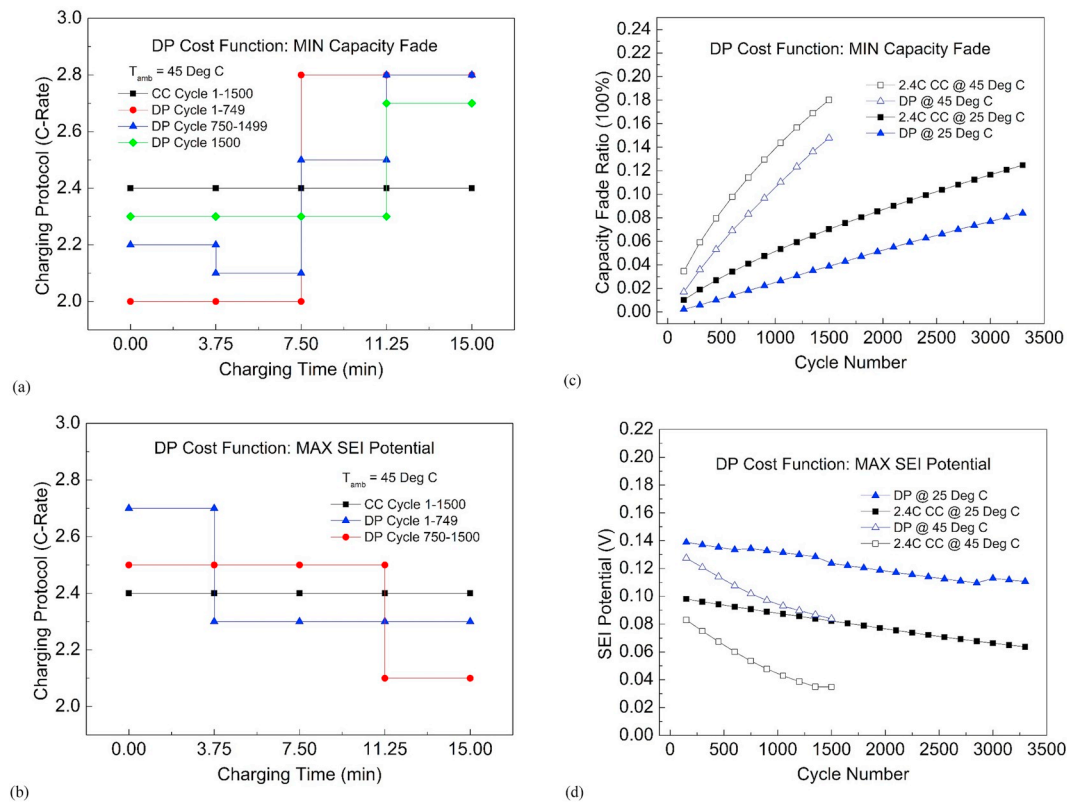 3.0
2.8
2.6
2.4
2.2
2.0
Charging Protocol (C-Rate)
DP Cost Function: MIN Capacity Fade
Tamb = 45 Deg C
CC Cycle 1-1500
DP Cycle 1-749
DP Cycle 750-1499
DP Cycle 1500
0.00 3.75 7.50 11.25 15.00
Charging Time (min)
(a)
0.24
0.22
0.20
0.18
0.16
0.14
0.12
0.10
0.08
0.06
0.04
0.02
0.00
Capacity Fade Ratio (100%)
DP Cost Function: MIN Capacity Fade
2.4C CC @ 45 Deg C
DP @ 45 Deg C
2.4C CC @ 25 Deg C
DP @ 25 Deg C
0 500 1000 1500 2000 2500 3000 3500
Cycle Number
(c)
3.0
2.8
2.6
2.4
2.2
2.0
Charging Protocol (C-Rate)
DP Cost Function: MAX SEI Potential
Tamb = 45 Deg C
CC Cycle 1-1500
DP Cycle 1-749
DP Cycle 750-1500
0.00 3.75 7.50 11.25 15.00
Charging Time (min)
(b)
0.22
0.20
0.18
0.16
0.14
0.12
0.10
0.08
0.06
0.04
0.02
0.00
SEI Potential (V)
DP Cost Function: MAX SEI Potential
DP @ 25 Deg C
2.4C CC @ 25 Deg C
DP @ 45 Deg C
2.4C CC @ 45 Deg C
0 500 1000 1500 2000 2500 3000 3500
Cycle Number
(d)